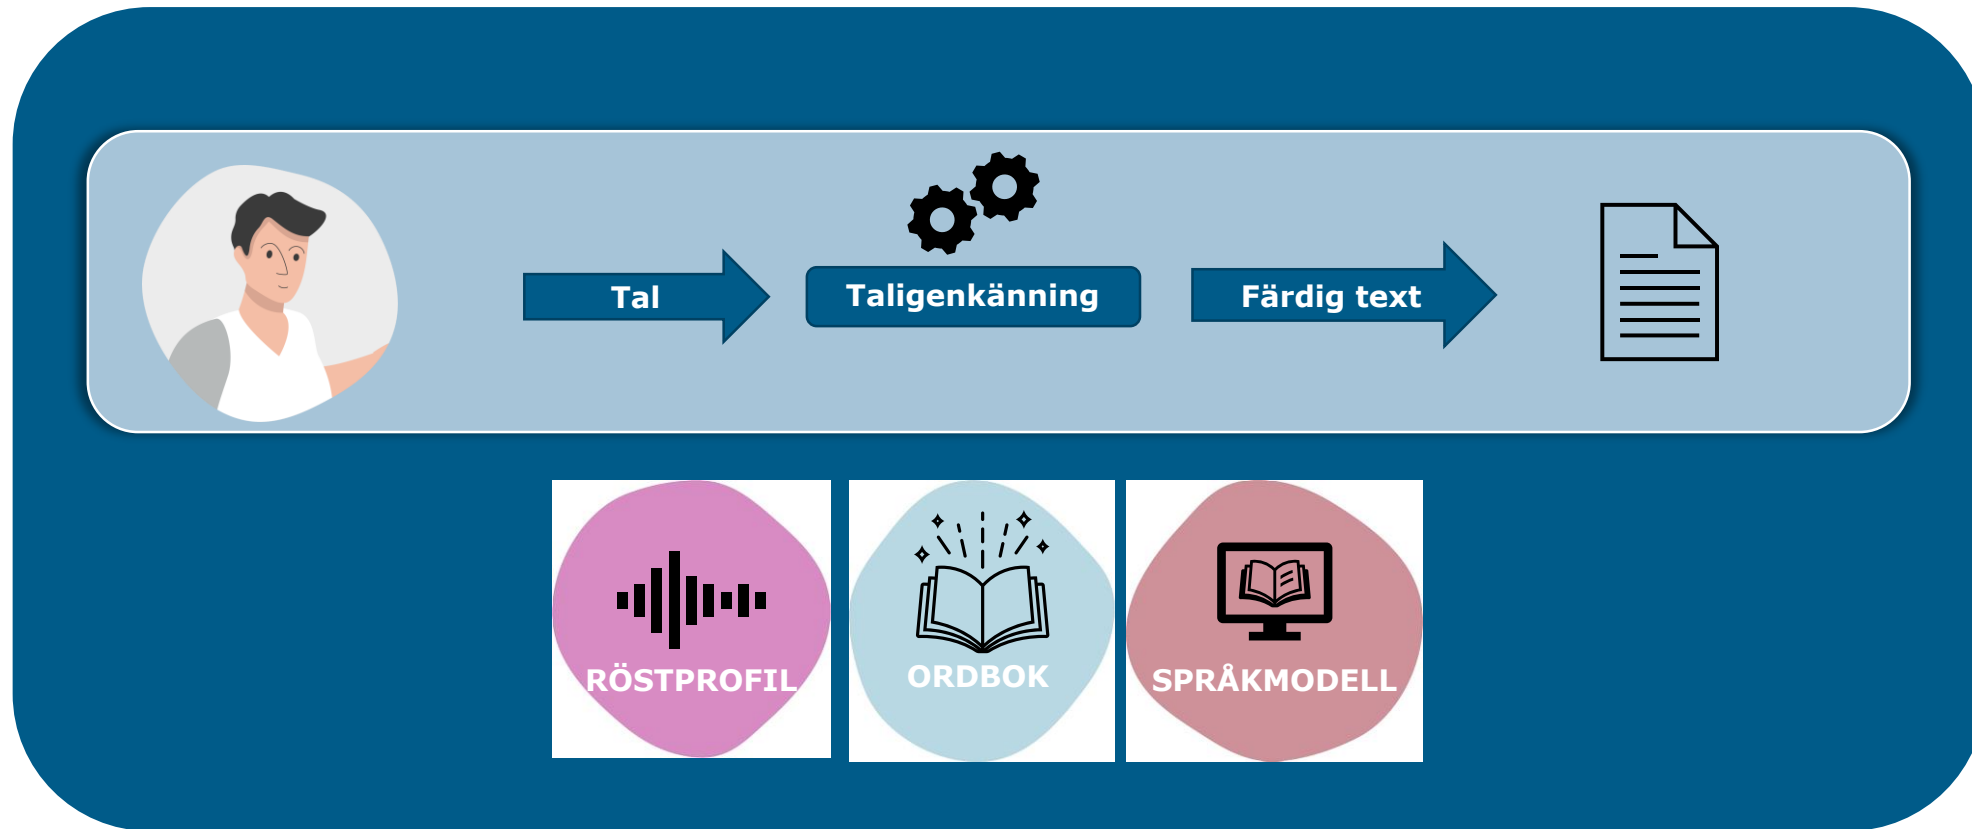 Tal
Taligenkänning
Färdig text
RÖSTPROFIL
ORDBOK
SPRÅKMODELL